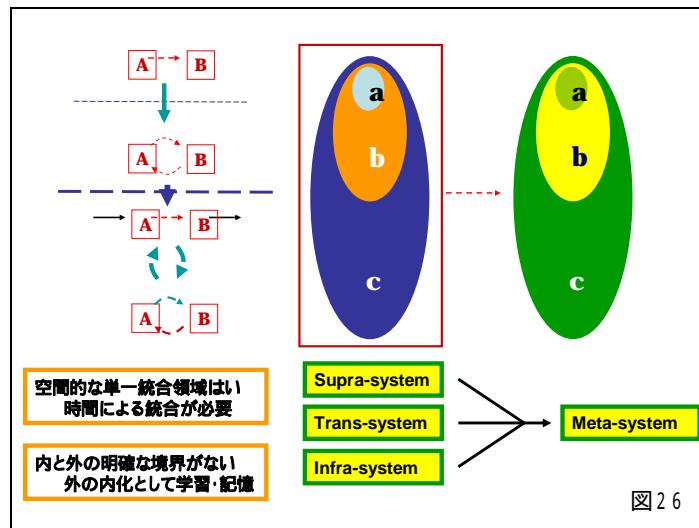 A B
A B
A B
A B
a
b
c
a
b
c
空間的な単一統合領域はい
時間による統合が必要
内と外の明確な境界がない
外の内化として学習・記憶
Supra-system
Trans-system
Infra-system
Meta-system
図26